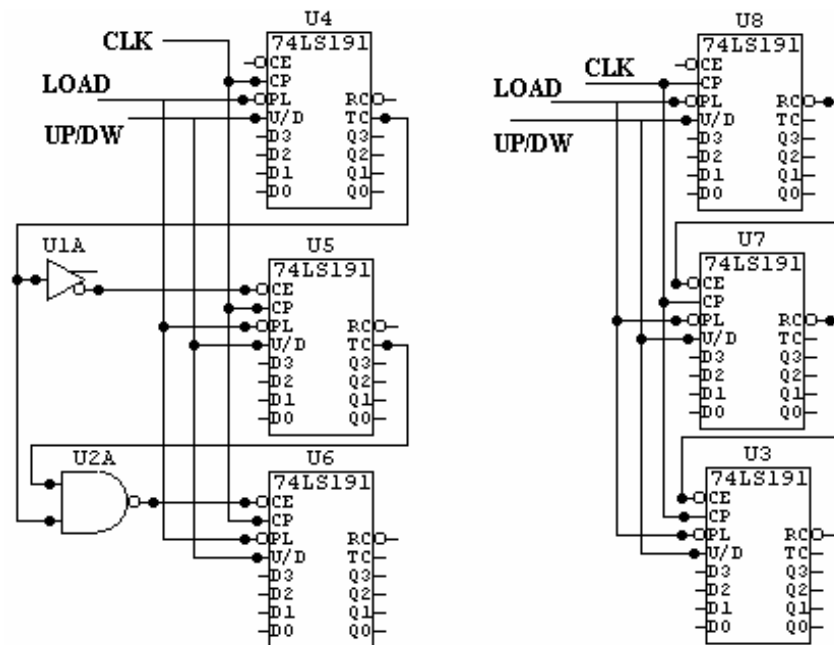 U4
CLK
74LS191
CE
CP
LOAD
PL RC
U/D TC
UP/DW
D3 Q3
D2 Q2
D1 Q1
D0 Q0
U1A
U5
74LS191
CE
CP
PL RC
U/D TC
D3 Q3
D2 Q2
D1 Q1
D0 Q0
U2A
U6
74LS191
CE
CP
PL RC
U/D TC
D3 Q3
D2 Q2
D1 Q1
D0 Q0
U8
74LS191
CE
CLK
CP
LOAD
PL RC
U/D TC
UP/DW
D3 Q3
D2 Q2
D1 Q1
D0 Q0
U7
74LS191
CE
CP
PL RC
U/D TC
D3 Q3
D2 Q2
D1 Q1
D0 Q0
U3
74LS191
CE
CP
PL RC
U/D TC
D3 Q3
D2 Q2
D1 Q1
D0 Q0